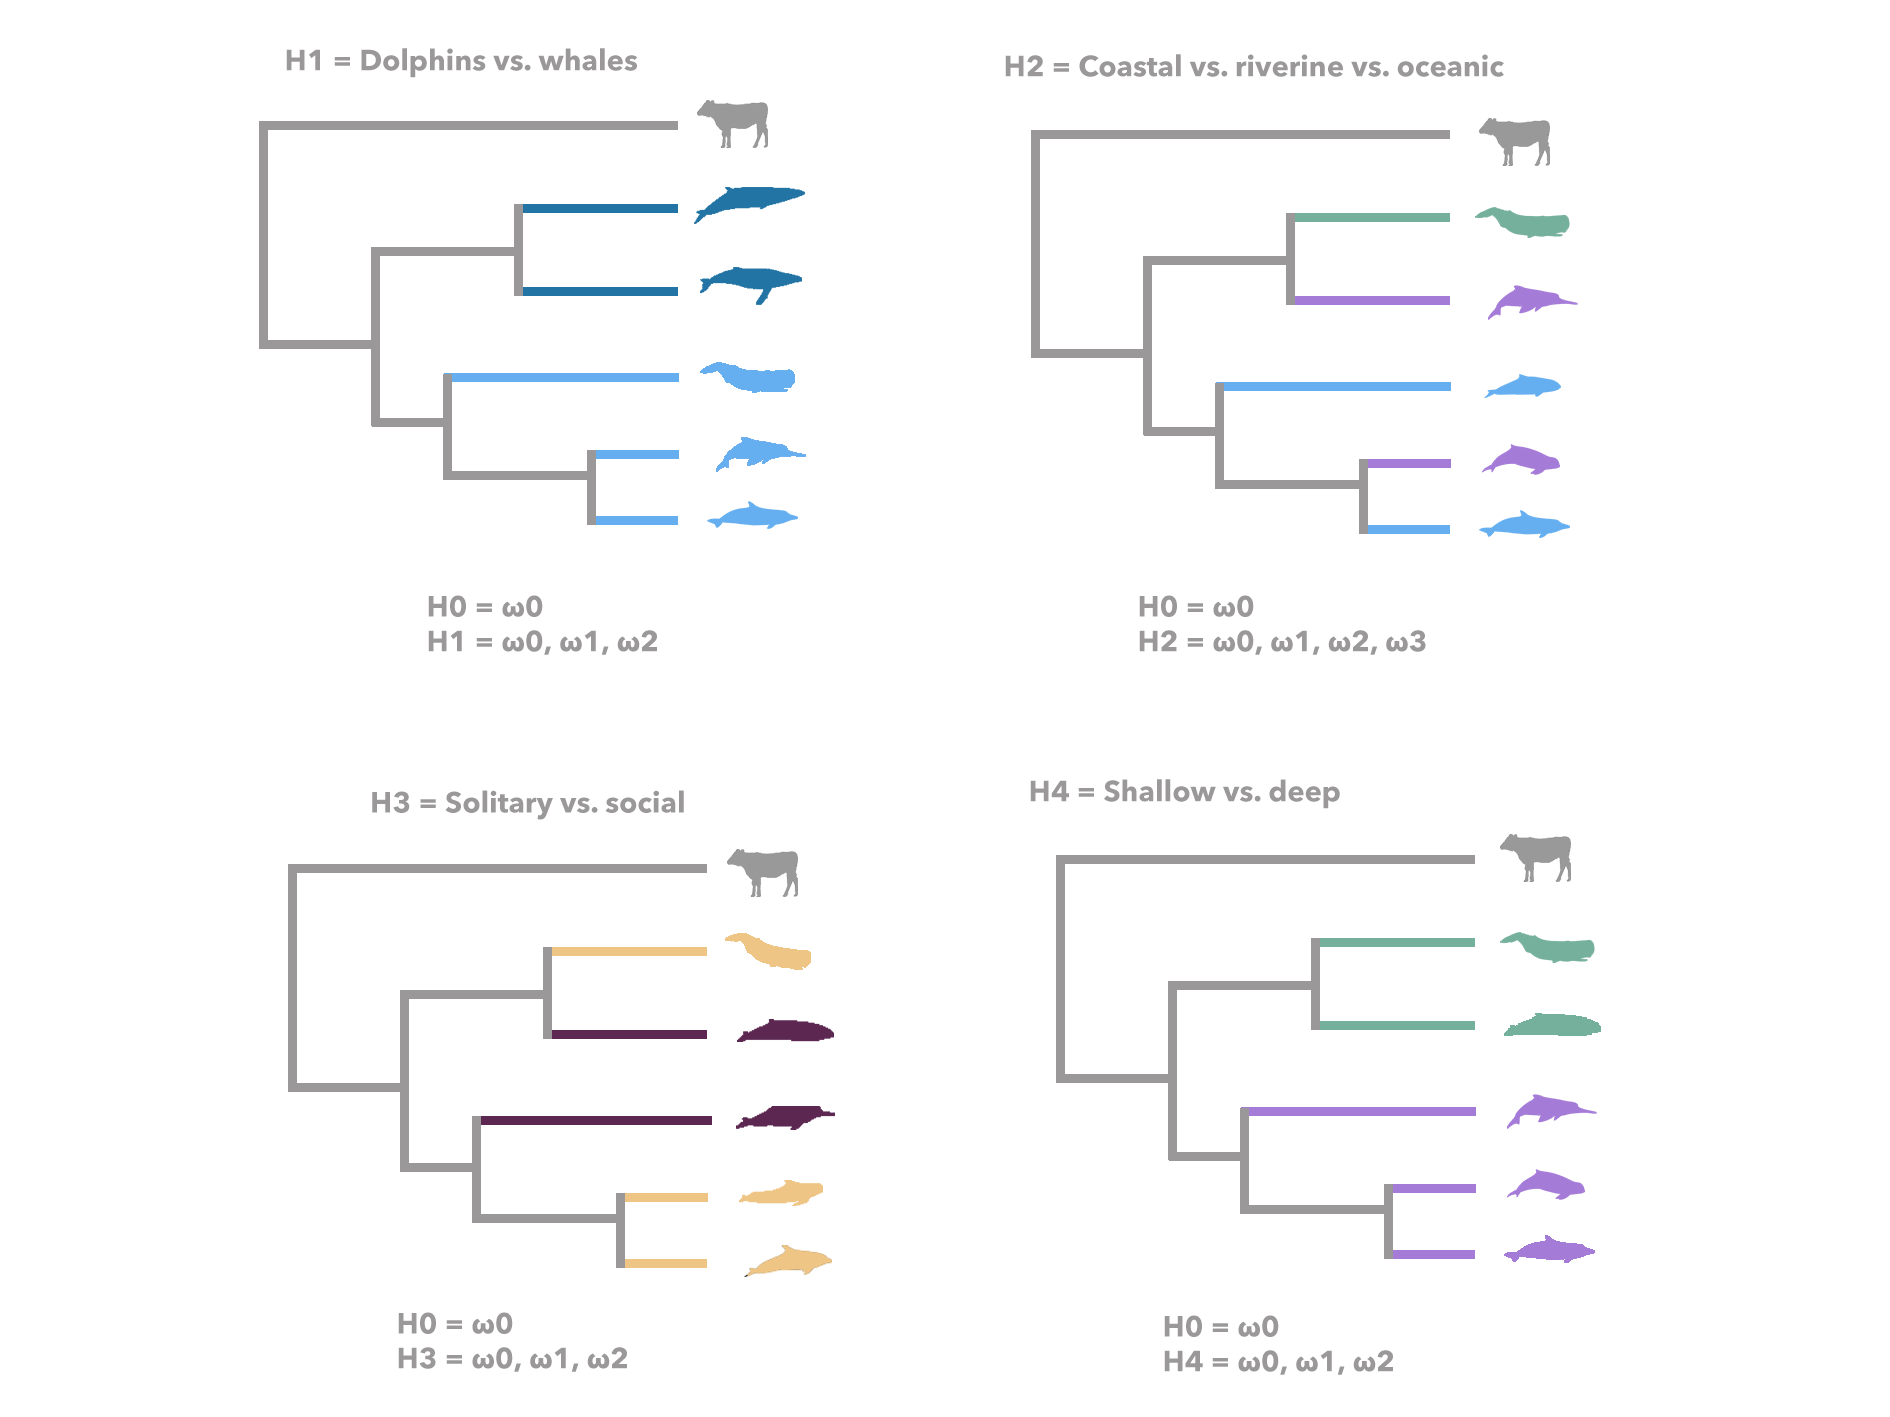 H1 = Dolphins vs. whales
H0 = ω0
H1 = ω0, ω1, ω2
H2 = Coastal vs. riverine vs. oceanic
H0 = ω0
H2 = ω0, ω1, ω2, ω3
H3 = Solitary vs. social
H0 = ω0
H3 = ω0, ω1, ω2
H4 = Shallow vs. deep
H0 = ω0
H4 = ω0, ω1, ω2